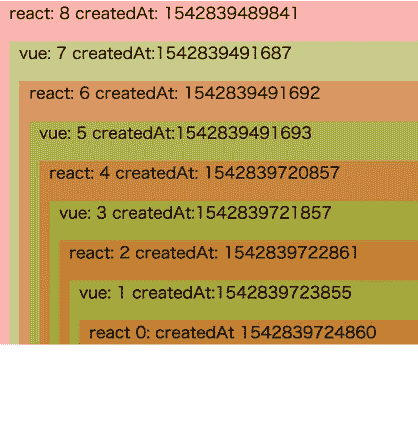 react: 8 createdAt: 1542839489841
vue: 7 createdAt:1542839491687
react: 6 createdAt: 1542839491692
vue: 5 createdAt:1542839491693
react: 4 createdAt: 1542839720857
vue: 3 createdAt:1542839721857
react: 2 createdAt: 1542839722861
vue: 1 createdAt:1542839723855
react 0: createdAt 1542839724860